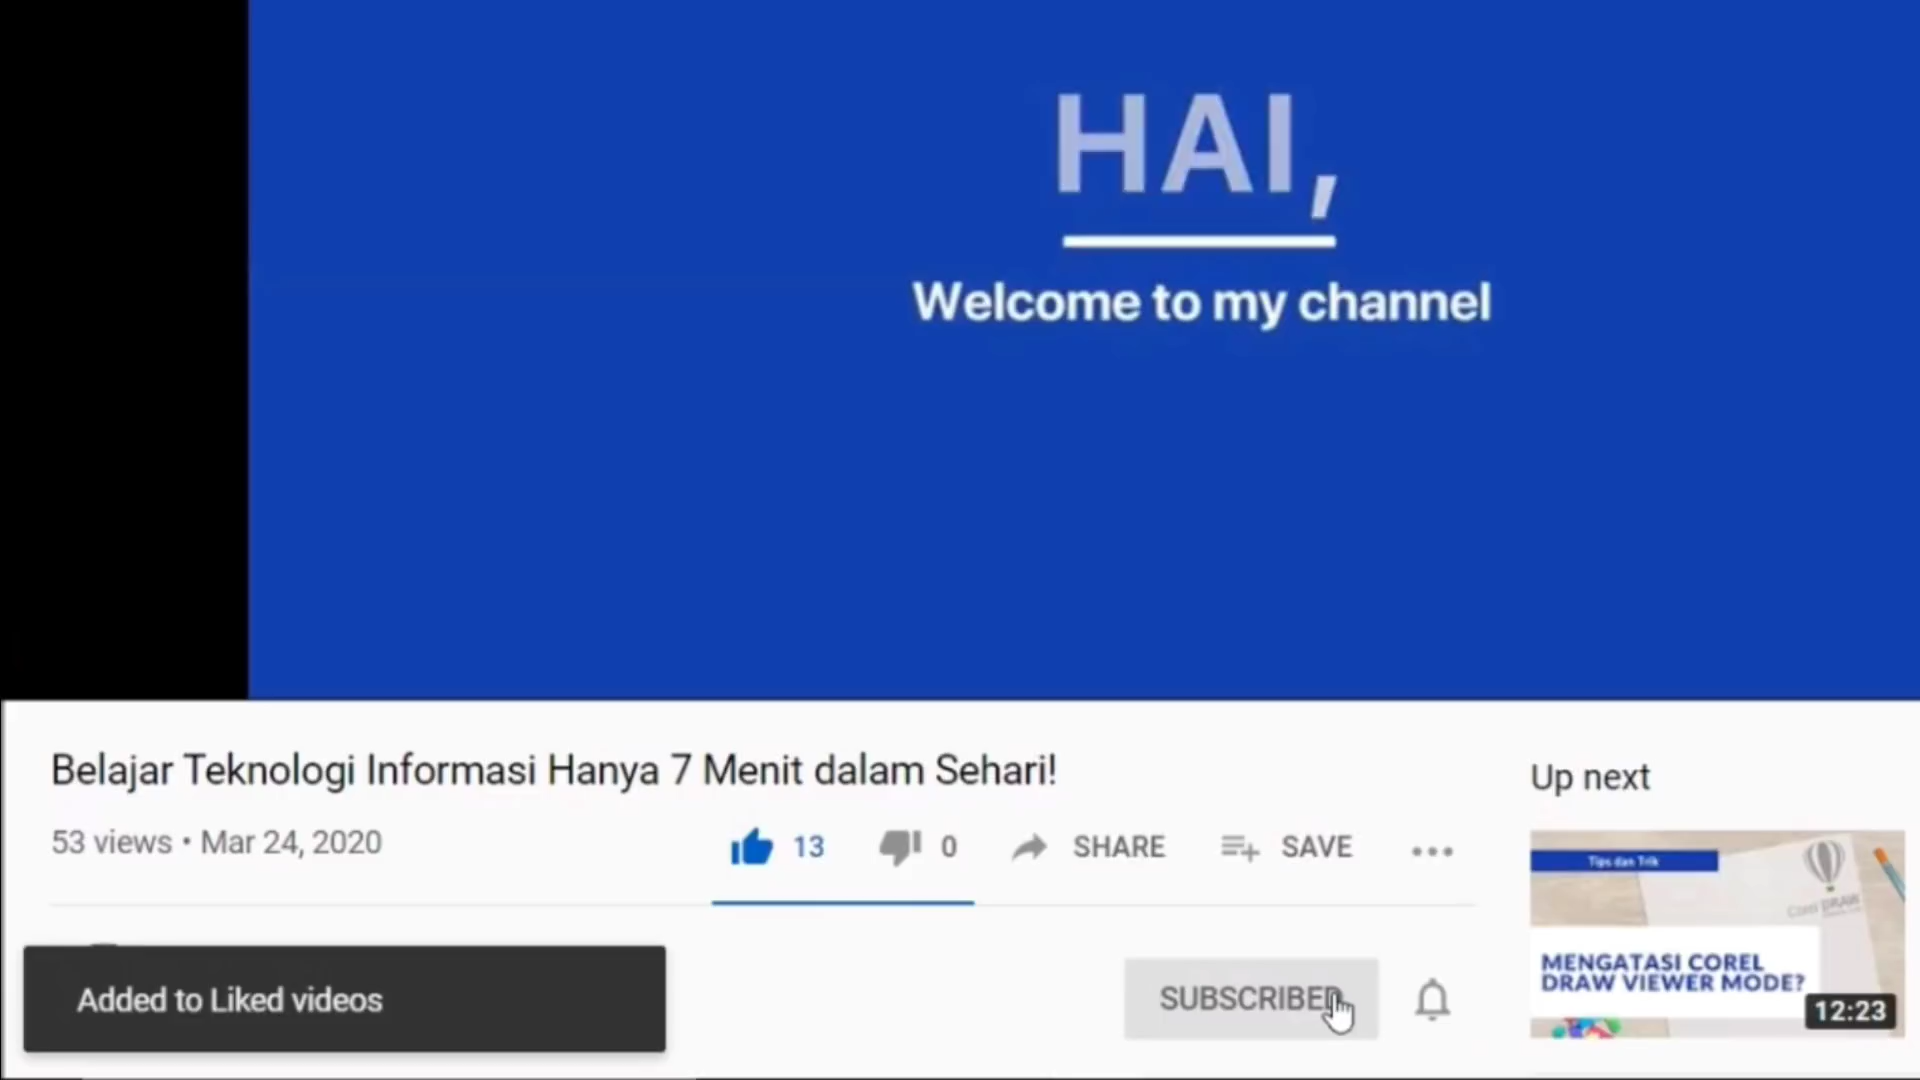 HAI,
Welcome to my channel
Belajar Teknologi Informasi Hanya 7 Menit dalam Sehari!
53 views • Mar 24, 2020
13
0
SHARE
SAVE
Added to Liked videos
SUBSCRIBED
Up next
Tips dan Trik
Corel DRAW
MENGATASI COREL
DRAW VIEWER MODE?
12:23